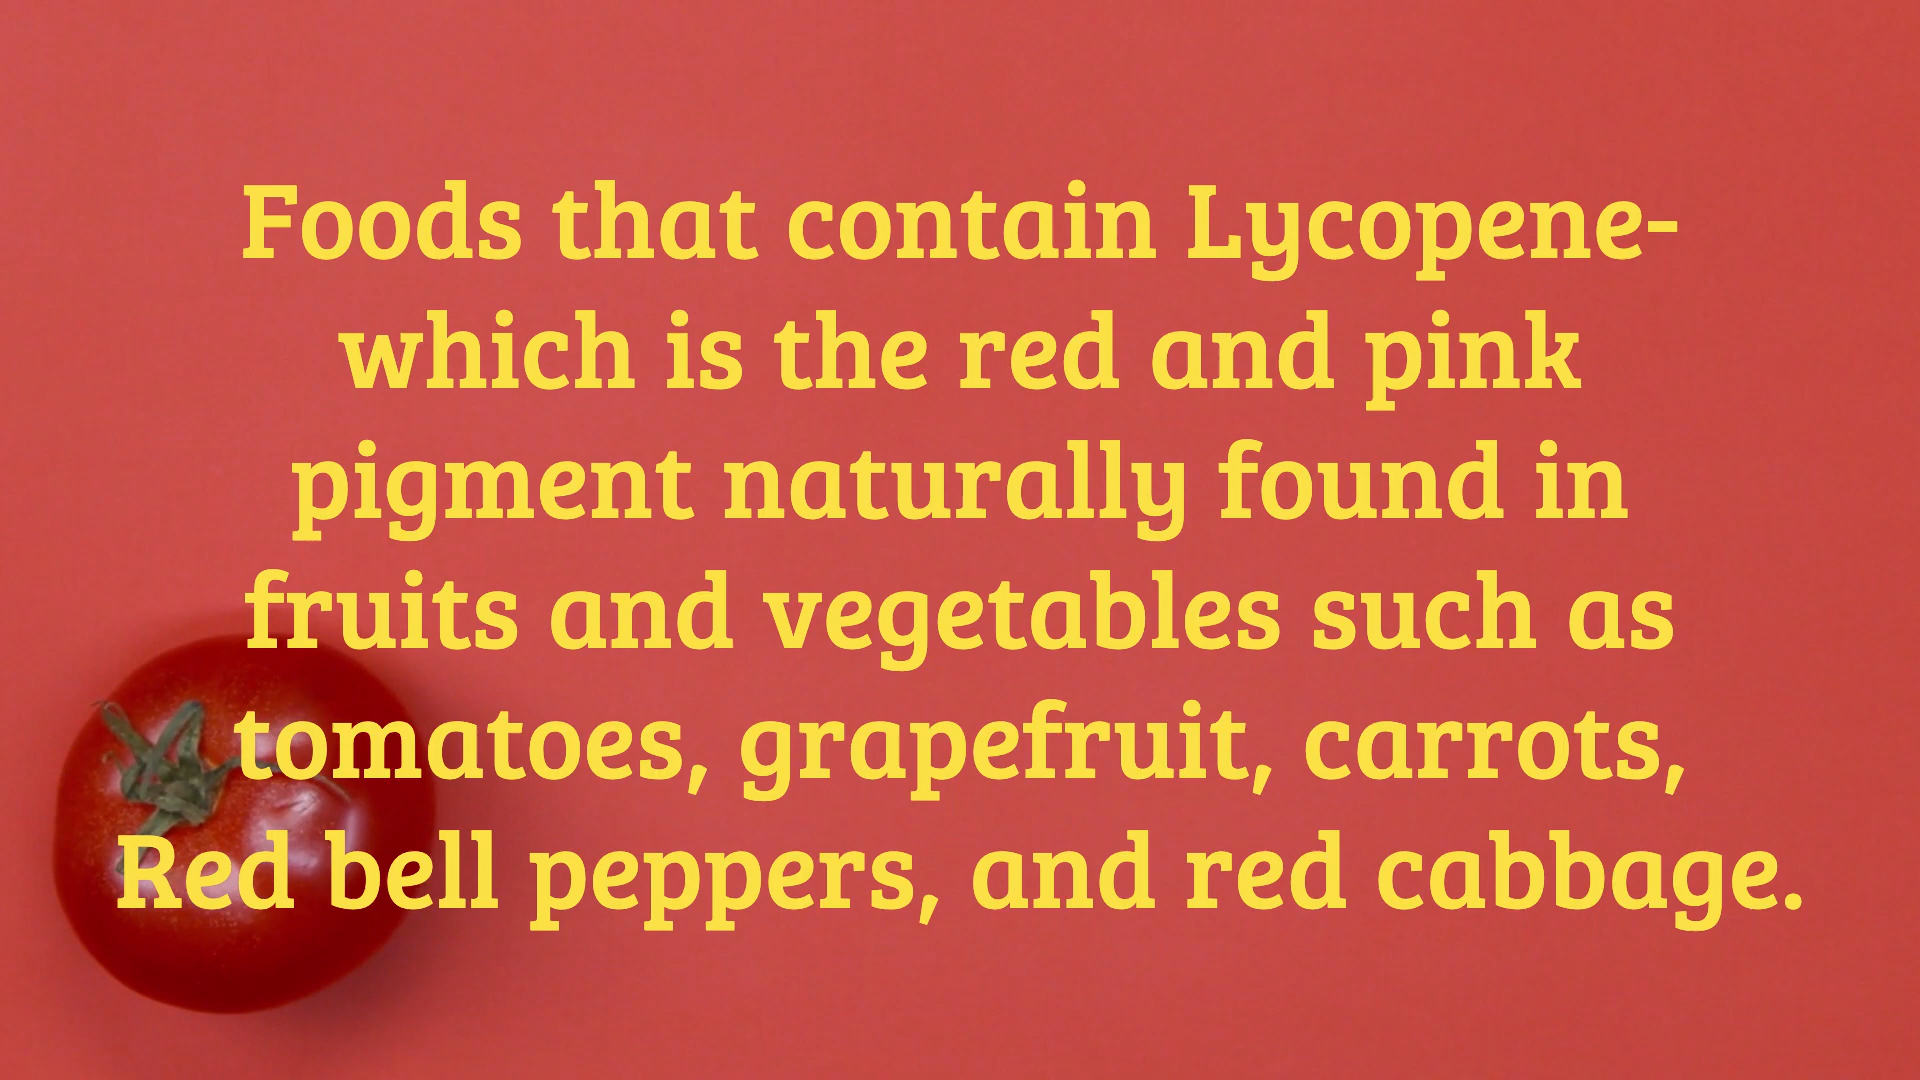 Foods that contain Lycopene-
which is the red and pink
pigment naturally found in
fruits and vegetables such as
tomatoes, grapefruit, carrots,
Red bell peppers, and red cabbage.